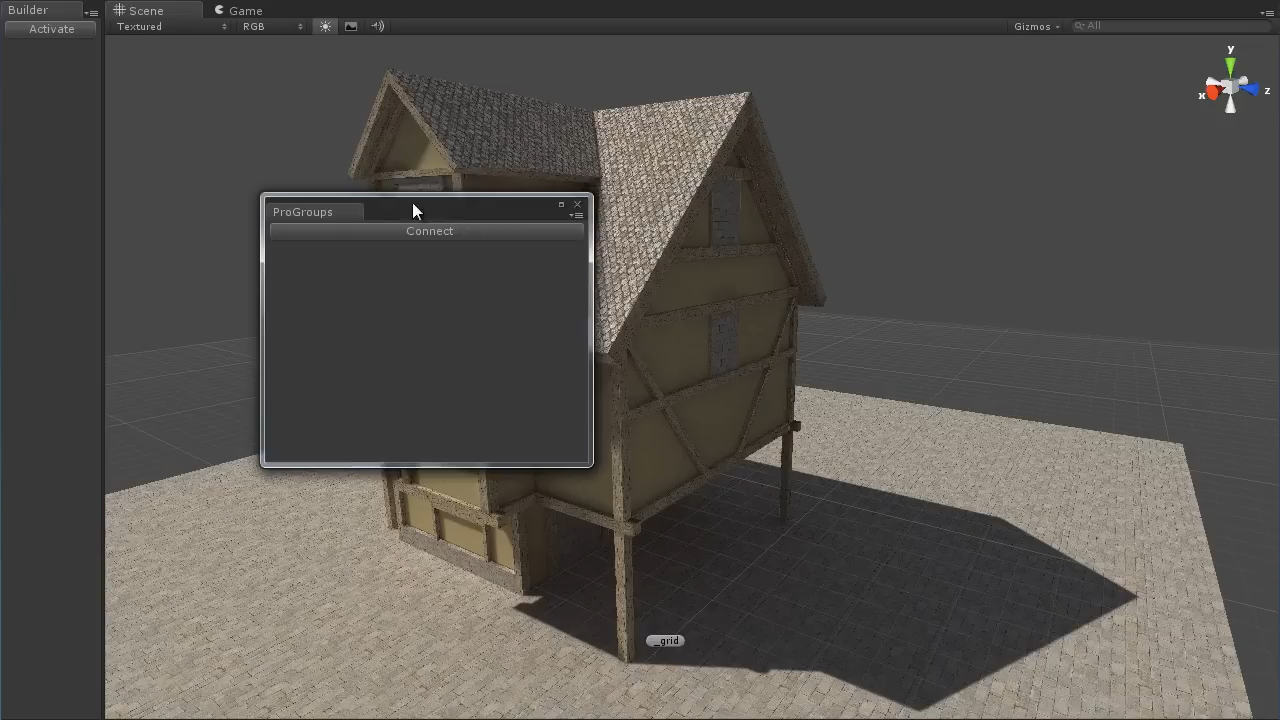 Builder
Scene
Game
Activate
Textured
RGB
Gizmos
All
y
x
z
ProGroups
Connect
_grid